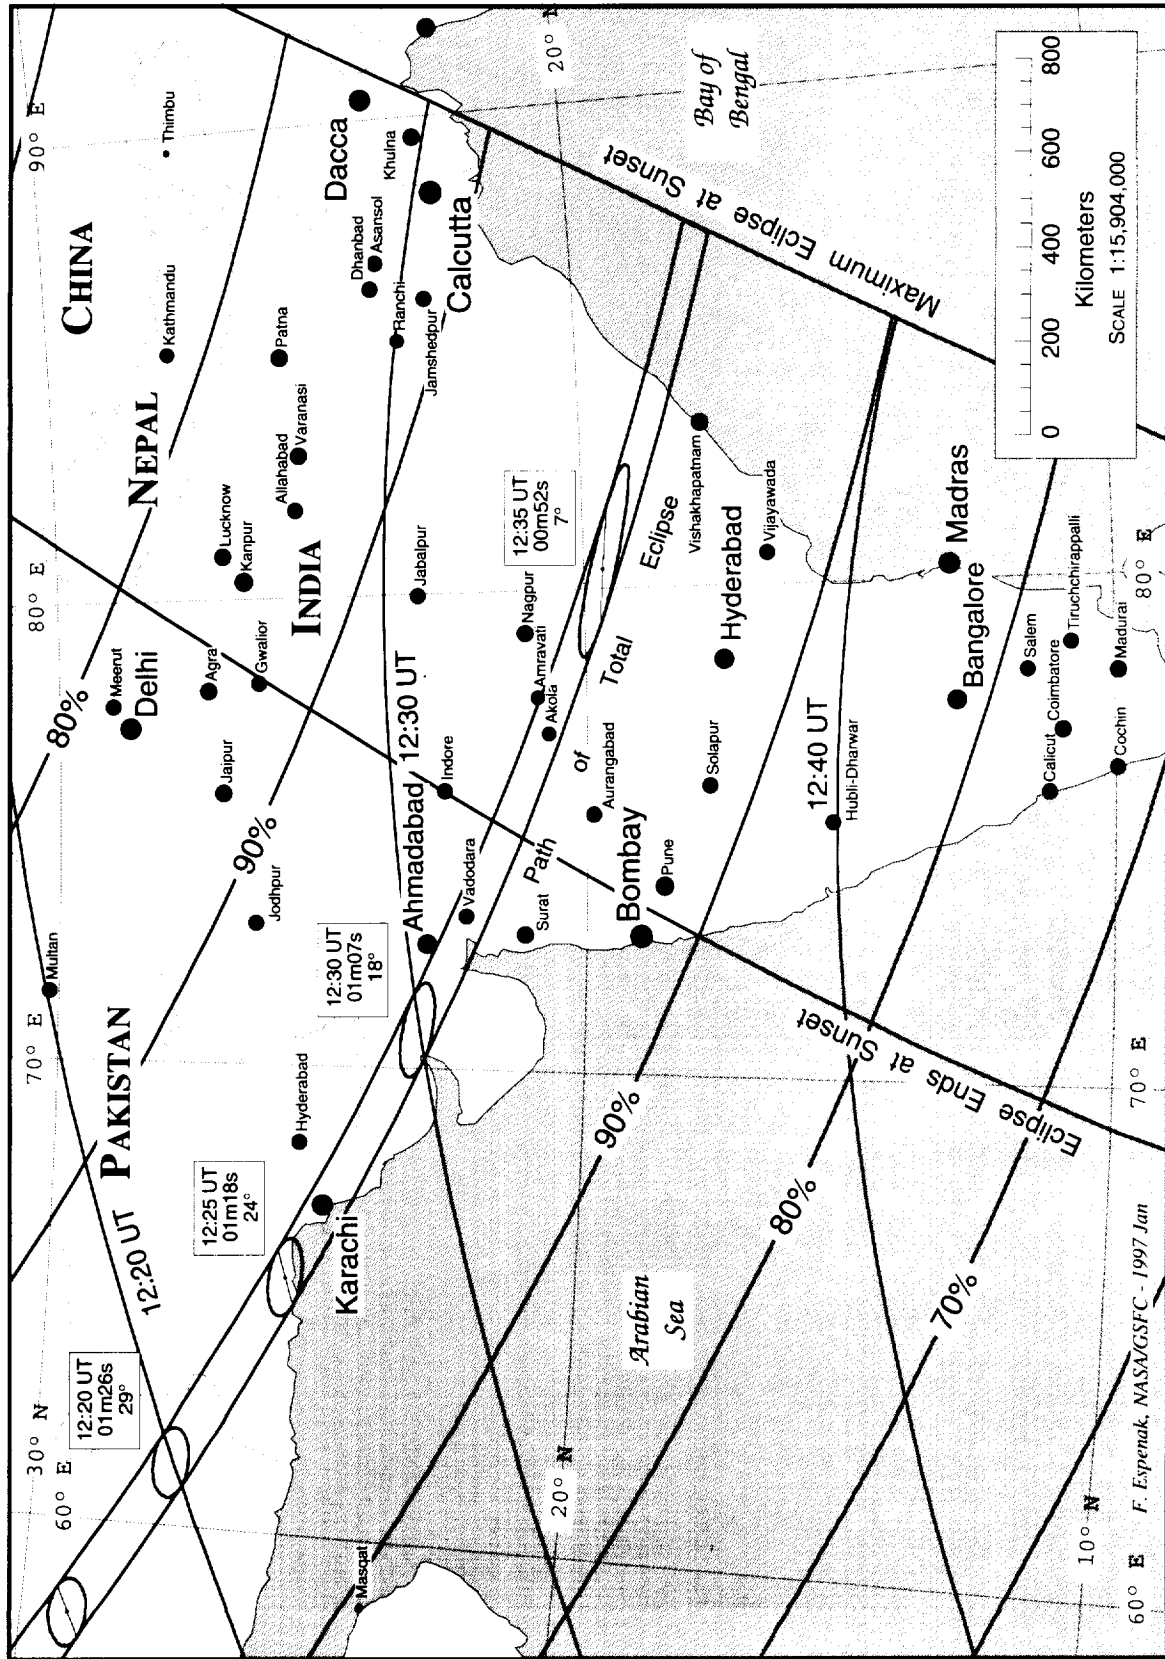 90° E
Thimbu
CHINA
Kathmandu
NEPAL
Patna
Varanasi
Allahabad
Lucknow
Kanpur
INDIA
80° E
Meerut
Delhi
Agra
Gwalior
80%
Jaipur
90%
Jodhpur
Multan
70° E
PAKISTAN
Hyderabad
12:20 UT
30° N
60° E
12:20 UT
01m26s
29°
12:25 UT
01m18s
24°
12:30 UT
01m07s
18°
12:35 UT
00m52s
7°
Dacca
Khulna
Dhanbad
Asansol
Calcutta
Ranchi
Jamshedpur
Jabalpur
12:30 UT
Ahmadabad
Indore
Vadodara
Nagpur
Amravati
Akola
Surat
Path of Total Eclipse
Aurangabad
Karachi
Masqat
20° N
20° N
Bay of
Bengal
Maximum Eclipse at Sunset
Vishakhapatnam
Vijayawada
Hyderabad
Solapur
Bombay
Pune
12:40 UT
Hubli-Dharwar
Eclipse Ends at Sunset
90%
80%
70%
Arabian
Sea
Madras
Bangalore
Salem
Tiruchchirappalli
Coimbatore
Calicut
Madurai
Cochin
80° E
70° E
10° N
60° E
0 200 400 600 800
Kilometers
SCALE 1:15,904,000
F. Espenak, NASA/GSFC - 1997 Jan